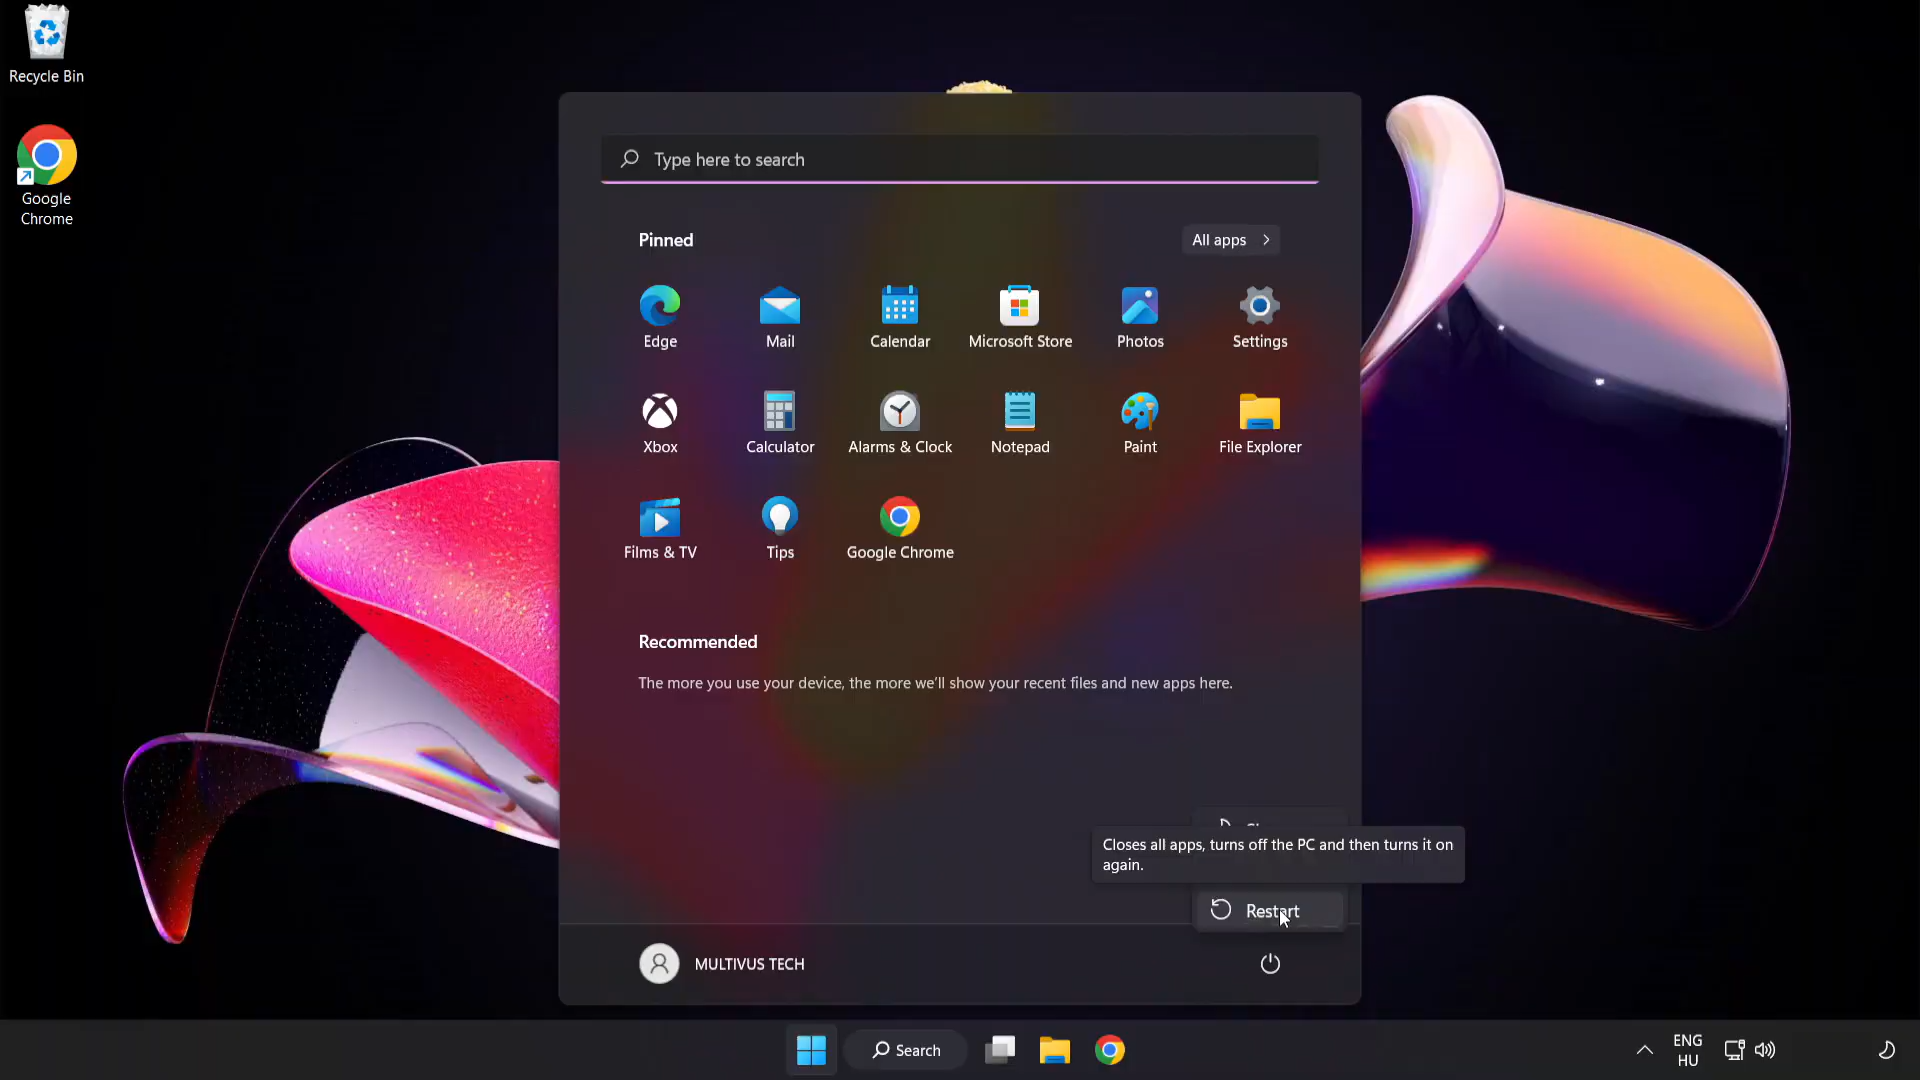 Recycle Bin
Google
Chrome
Type here to search
Pinned
All apps
Edge
Mail
Calendar
Microsoft Store
Photos
Settings
Xbox
Calculator
Alarms & Clock
Notepad
Paint
File Explorer
Films & TV
Tips
Google Chrome
Recommended
The more you use your device, the more we'll show your recent files and new apps here.
Closes all apps, turns off the PC and then turns it on
again.
Restart
MULTIVUS TECH
Search
ENG
HU